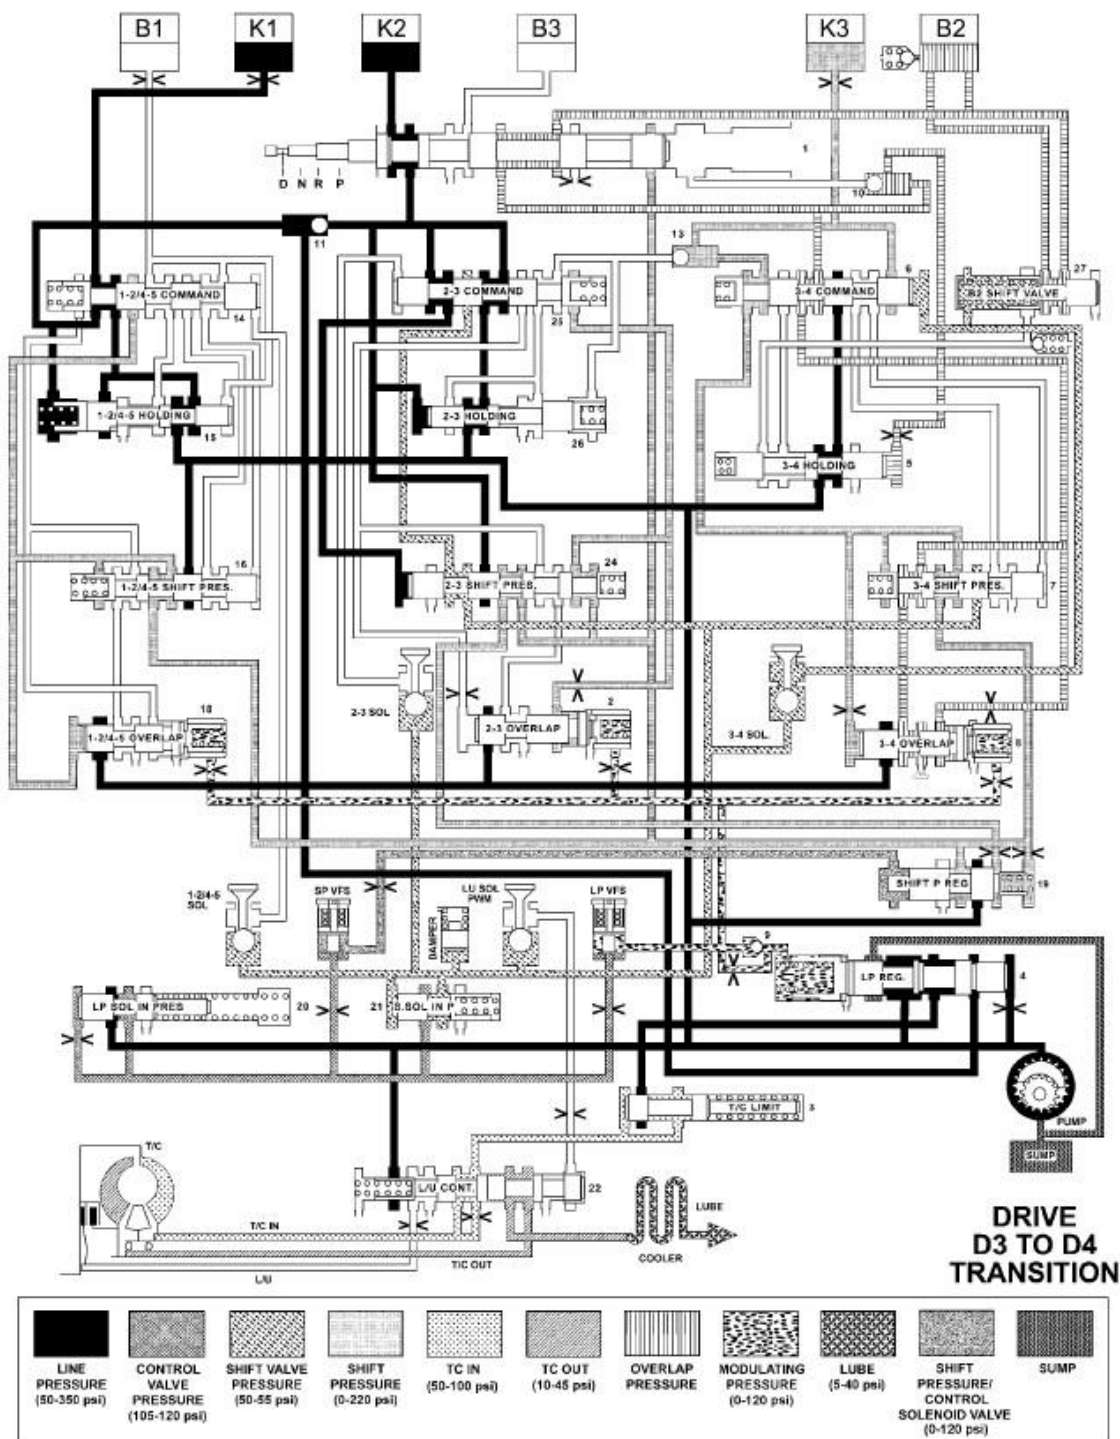 B1 K1 K2 B3 K3 B2
1
D N R P
10
11
13
6
27
1-2/4-5 COMMAND
2-3 COMMAND
3-4 COMMAND
B2 SHIFT VALVE
14
25
1-2/4-5 HOLDING
2-3 HOLDING
15
26
3-4 HOLDING
5
16
24
1-2/4-5 SHIFT PRES.
2-3 SHIFT PRES.
3-4 SHIFT PRES.
7
18
2-3 SOL
2
3-4 SOL.
1-2/4-5 OVERLAP
2-3 OVERLAP
3-4 OVERLAP
8
1-2/4-5
SOL
SP VFS
LU SOL
PWM
LP VFS
SHIFT P REG
19
DAMPER
9
LP REG.
4
LP SOL IN PRES
20
21
S.SOL IN P
T/C LIMIT
3
PUMP
SUMP
T/C
L/U CONT.
22
LUBE
T/C IN
COOLER
T/C OUT
L/U
DRIVE
D3 TO D4
TRANSITION
LINE
PRESSURE
(50-350 psi)
CONTROL
VALVE
PRESSURE
(105-120 psi)
SHIFT VALVE
PRESSURE
(50-55 psi)
SHIFT
PRESSURE
(0-220 psi)
TC IN
(50-100 psi)
TC OUT
(10-45 psi)
OVERLAP
PRESSURE
MODULATING
PRESSURE
(0-120 psi)
LUBE
(5-40 psi)
SHIFT
PRESSURE/
CONTROL
SOLENOID VALVE
(0-120 psi)
SUMP